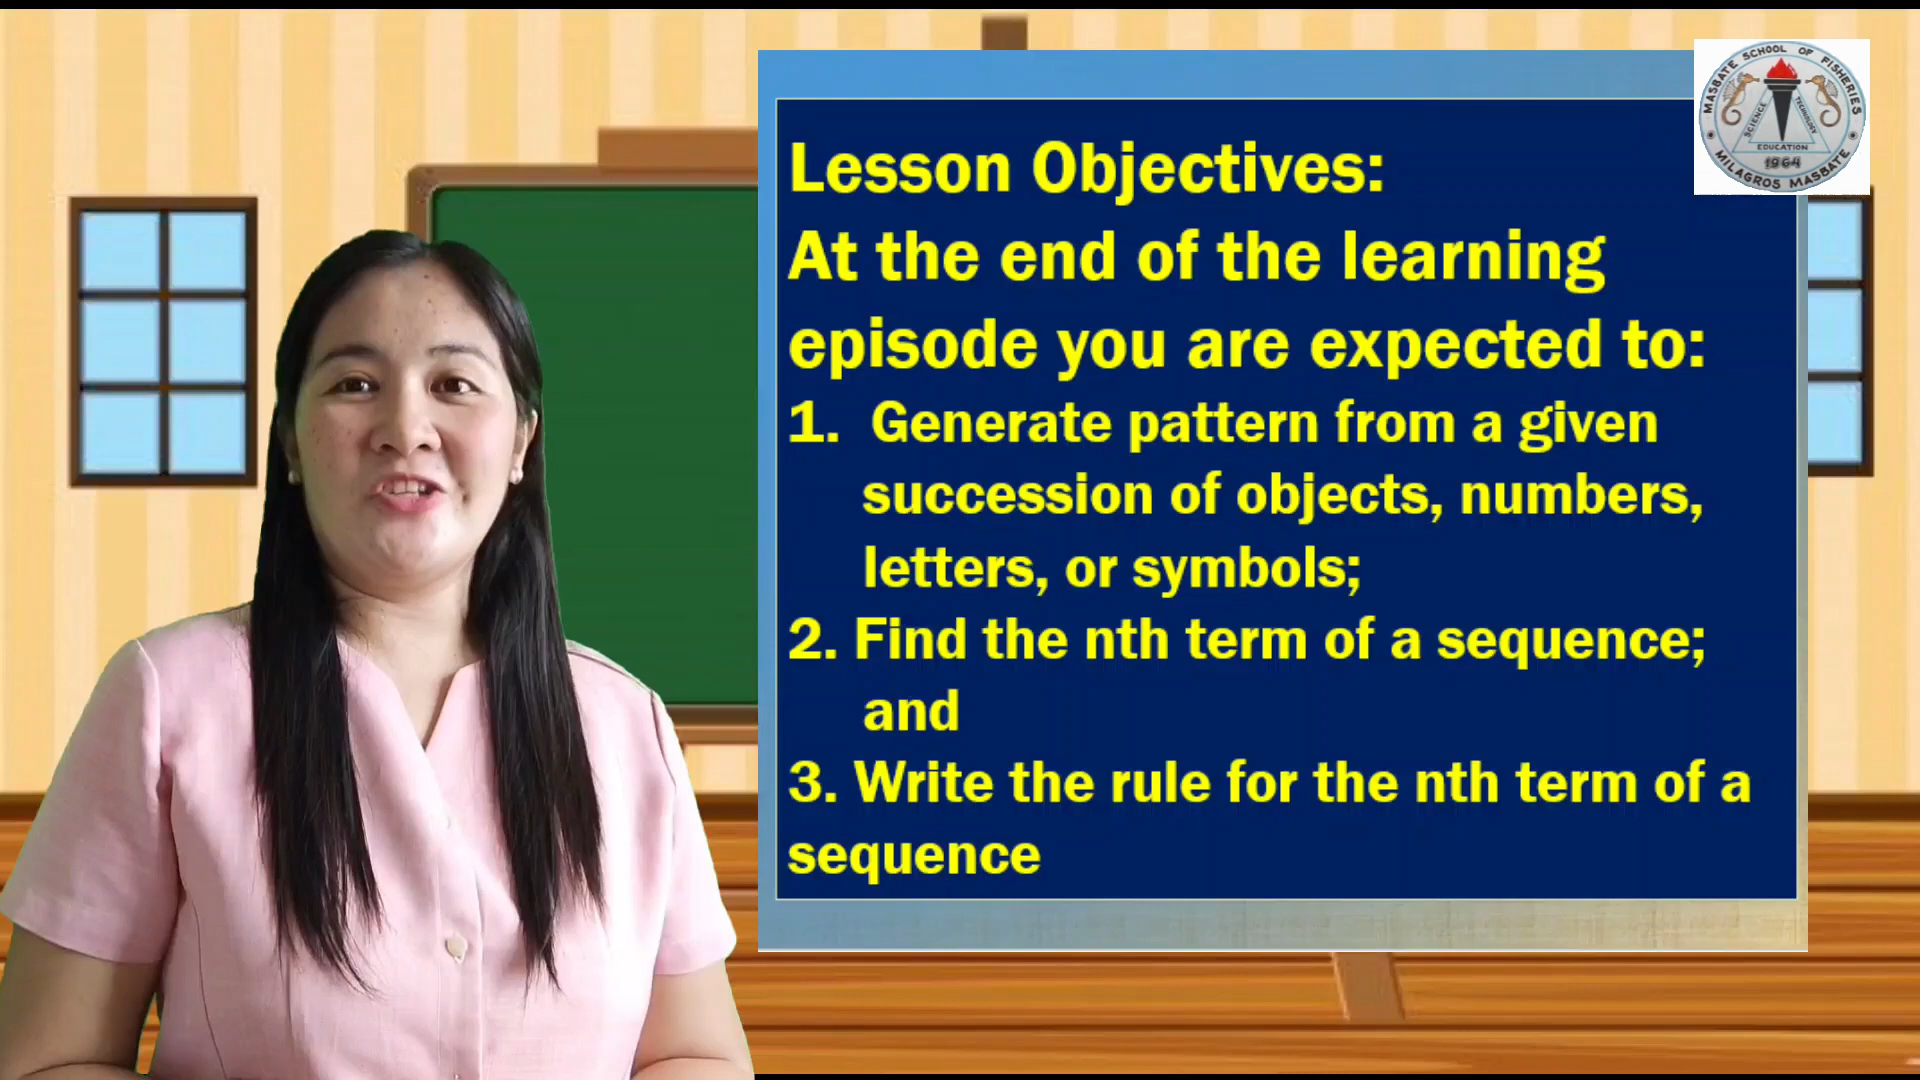 Lesson Objectives:
At the end of the learning
episode you are expected to:
1. Generate pattern from a given
succession of objects, numbers,
letters, or symbols;
2. Find the nth term of a sequence;
and
3. Write the rule for the nth term of a
sequence
MASBATE SCHOOL OF FISHERIES
SCIENCE
TECHNOLOGY
EDUCATION
1964
MILAGROS MASBATE